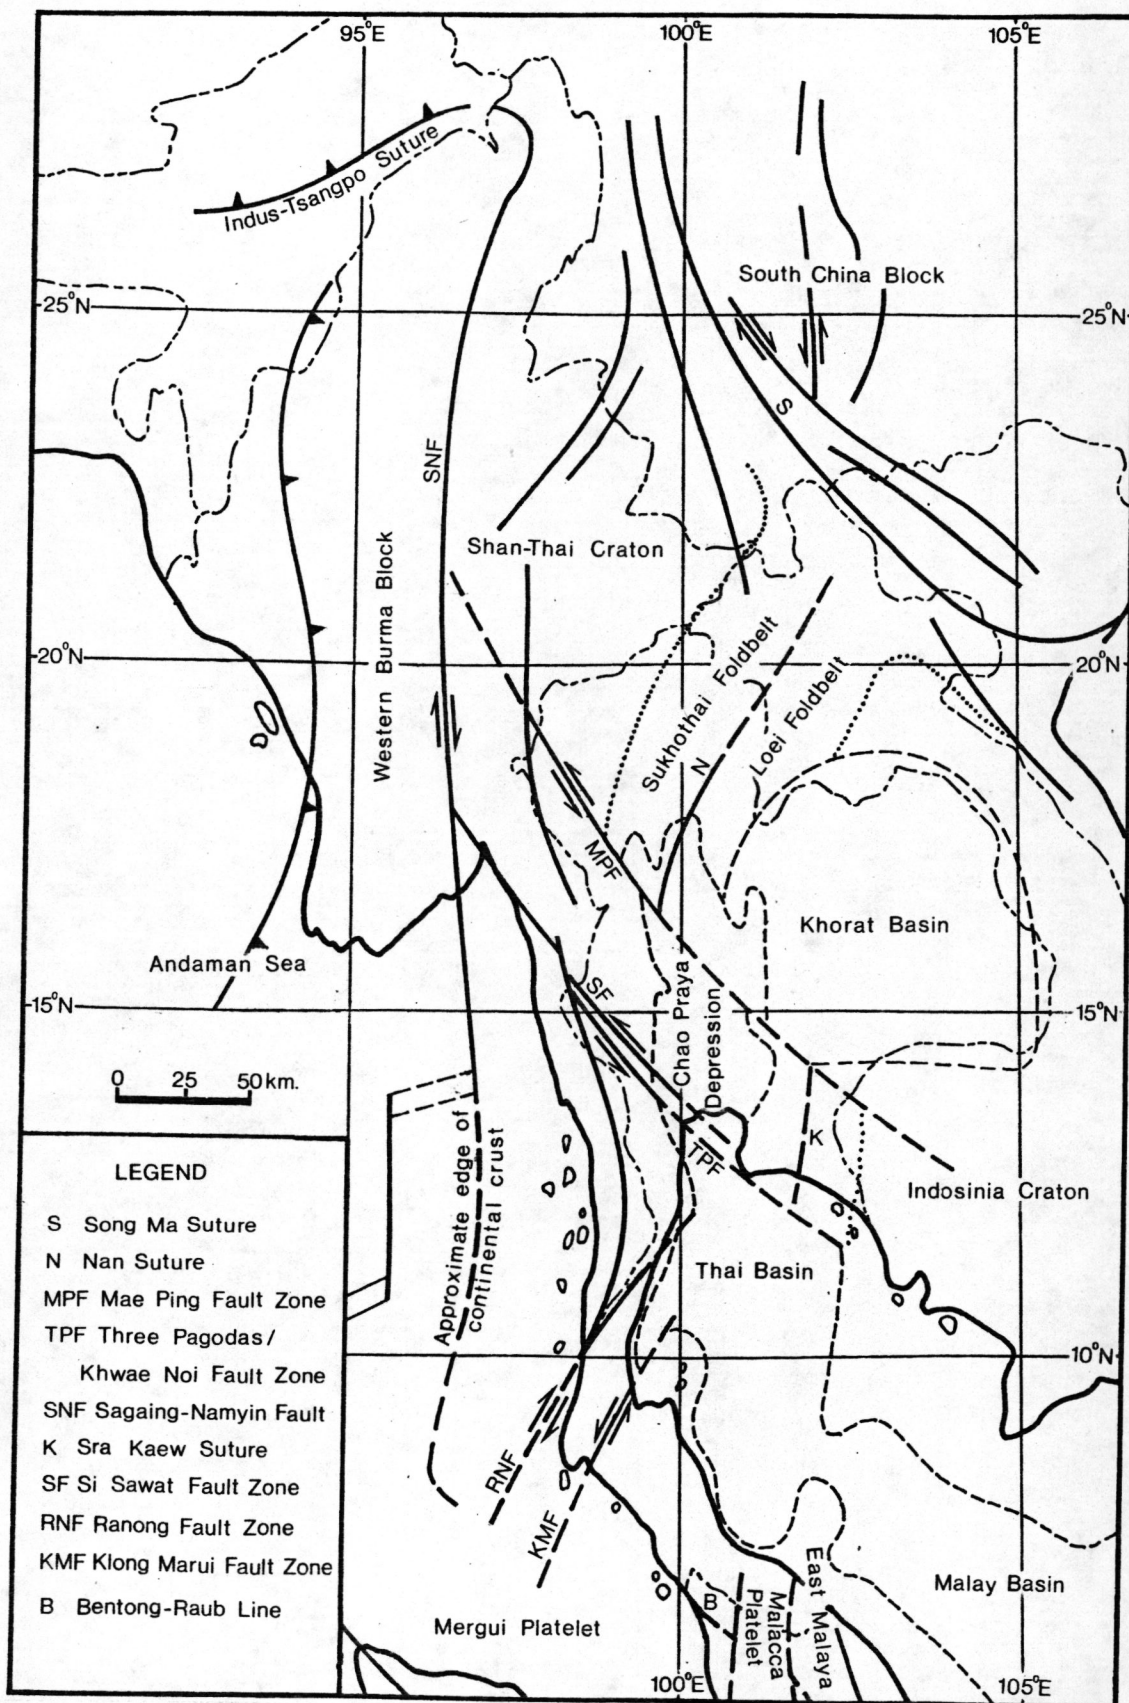 95°E
100°E
105°E
Indus-Tsangpo Suture
South China Block
25°N
25°N
S
SNF
Shan-Thai Craton
Western Burma Block
20°N
20°N
Sukhothai Foldbelt
N
Loei Foldbelt
MPF
Khorat Basin
Andaman Sea
SF
Chao Praya
Depression
15°N
15°N
0 25 50 km.
K
TPF
Approximate edge of
continental crust
Indosinia Craton
Thai Basin
10°N
RNF
KMF
East Malaya
Malay Basin
B
Malacca
Platelet
Mergui Platelet
100°E
105°E
LEGEND
S Song Ma Suture
N Nan Suture
MPF Mae Ping Fault Zone
TPF Three Pagodas/
Khwae Noi Fault Zone
SNF Sagaing-Namyin Fault
K Sra Kaew Suture
SF Si Sawat Fault Zone
RNF Ranong Fault Zone
KMF Klong Marui Fault Zone
B Bentong-Raub Line